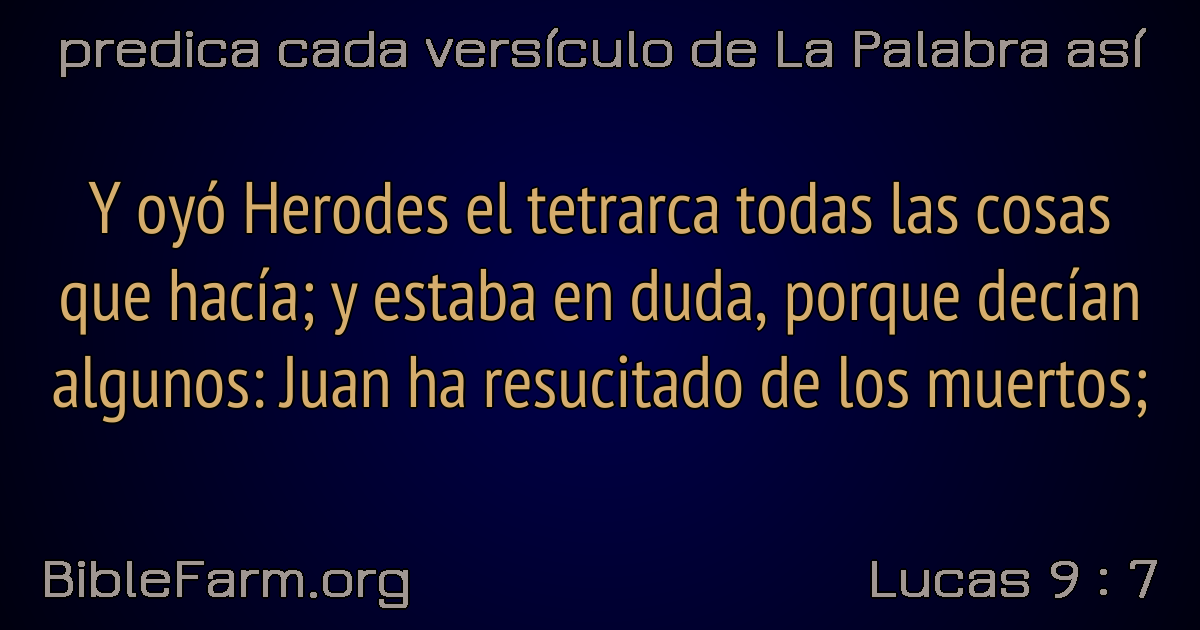 predica cada versículo de La Palabra así
Y oyó Herodes el tetrarca todas las cosas
que hacía; y estaba en duda, porque decían
algunos: Juan ha resucitado de los muertos;
BibleFarm.org
Lucas 9 : 7